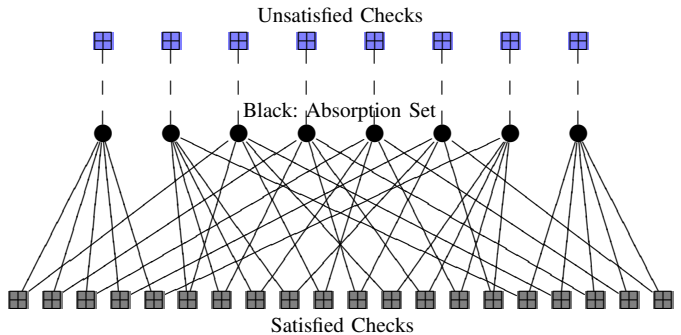 Unsatisfied Checks
Black: Absorption Set
Satisfied Checks